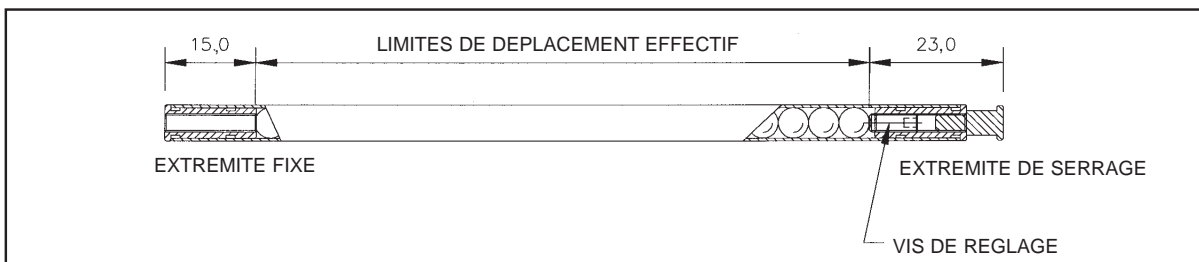 15,0 LIMITES DE DEPLACEMENT EFFECTIF 23,0
EXTREMITE FIXE
EXTREMITE DE SERRAGE
VIS DE REGLAGE